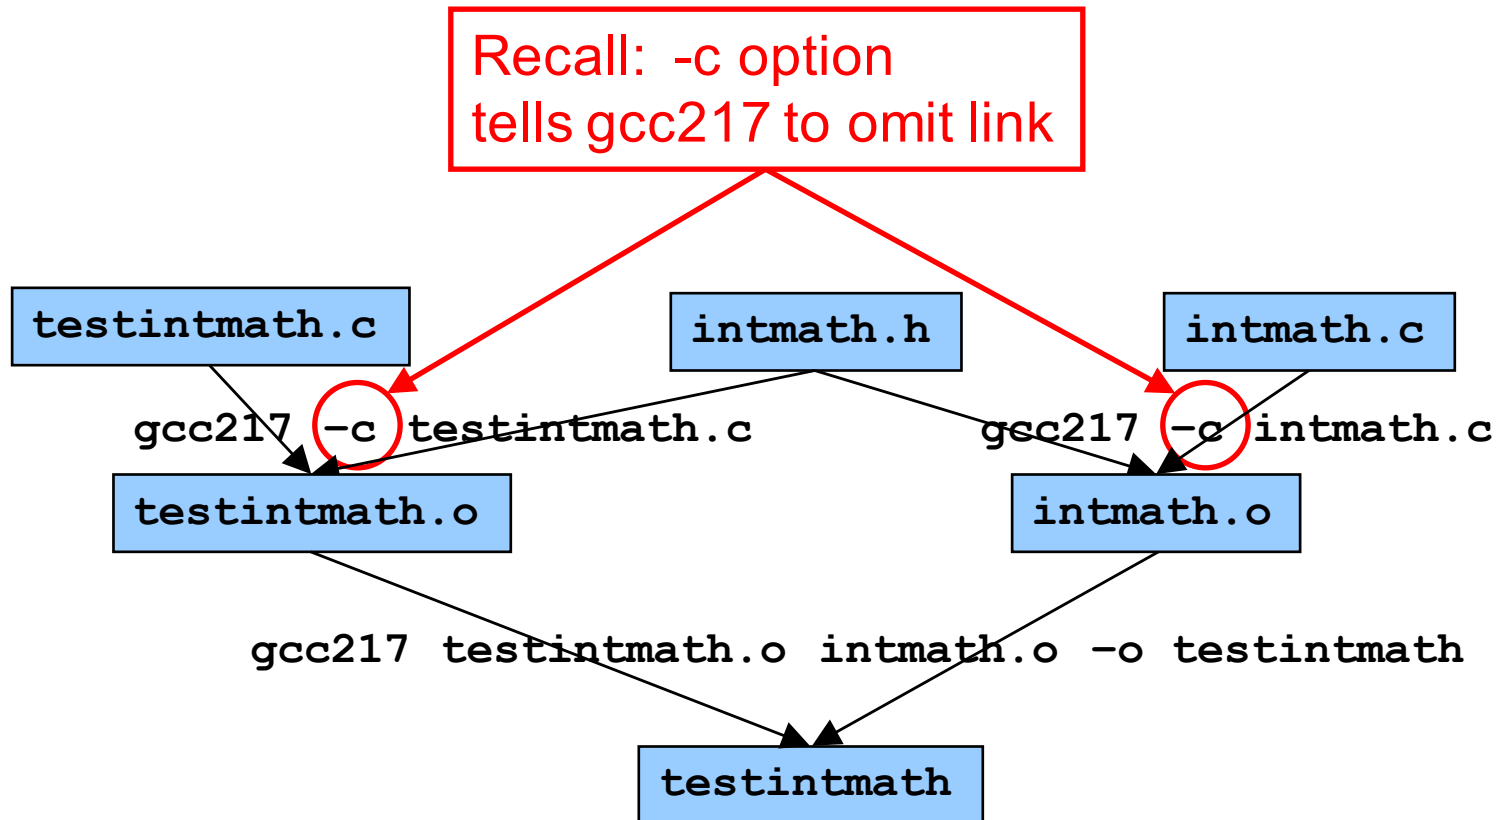 Recall: -c option
tells gcc217 to omit link
testintmath.c
intmath.h
intmath.c
gcc217 –c testintmath.c
gcc217 –c intmath.c
testintmath.o
intmath.o
gcc217 testintmath.o intmath.o –o testintmath
testintmath